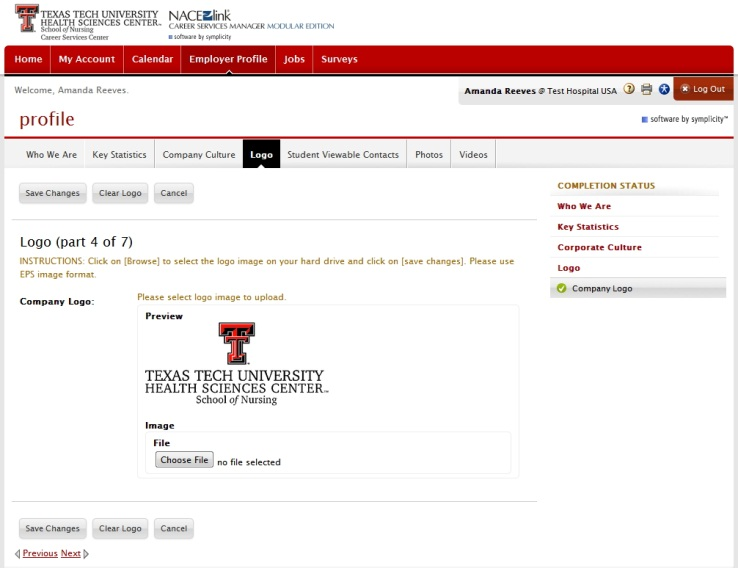 TEXAS TECH UNIVERSITY
HEALTH SCIENCES CENTER™
School of Nursing
Career Services Center
NACElink
CAREER SERVICES MANAGER MODULAR EDITION
software by symplicity
Home My Account Calendar Employer Profile Jobs Surveys
Welcome, Amanda Reeves.
Amanda Reeves @ Test Hospital USA
Log Out
profile
software by symplicity™
Who We Are Key Statistics Company Culture Logo Student Viewable Contacts Photos Videos
Save Changes Clear Logo Cancel
Logo (part 4 of 7)
INSTRUCTIONS: Click on [Browse] to select the logo image on your hard drive and click on [save changes]. Please use
EPS image format.
Company Logo:
Please select logo image to upload.
Preview
TEXAS TECH UNIVERSITY
HEALTH SCIENCES CENTER™
School of Nursing
Image
File
Choose File no file selected
Save Changes Clear Logo Cancel
Previous Next
COMPLETION STATUS
Who We Are
Key Statistics
Corporate Culture
Logo
Company Logo